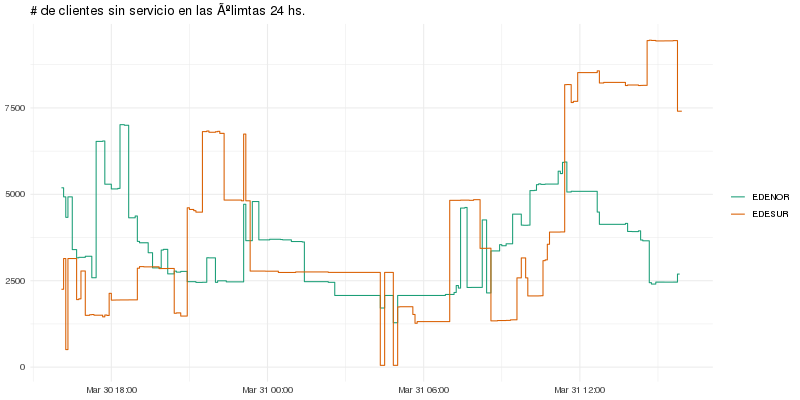 # de clientes sin servicio en las Ãºlimtas 24 hs.
7500
5000
2500
0
Mar 30 18:00
Mar 31 00:00
Mar 31 06:00
Mar 31 12:00
EDENOR
EDESUR